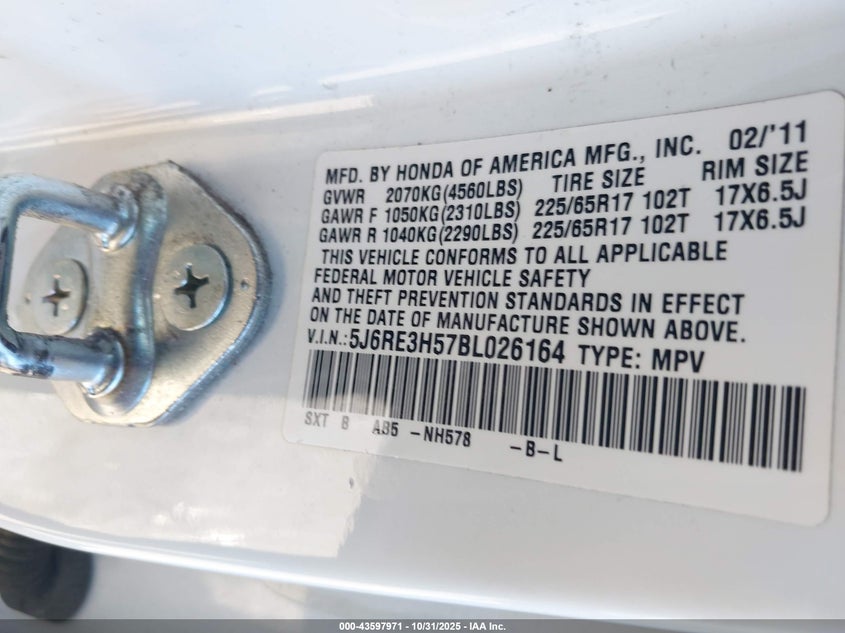 MFD. BY HONDA OF AMERICA MFG., INC. 02/'11
GVWR 2070KG(4560LBS) TIRE SIZE RIM SIZE
GAWR F 1050KG(2310LBS) 225/65R17 102T 17X6.5J
GAWR R 1040KG(2290LBS) 225/65R17 102T 17X6.5J
THIS VEHICLE CONFORMS TO ALL APPLICABLE
FEDERAL MOTOR VEHICLE SAFETY
AND THEFT PREVENTION STANDARDS IN EFFECT
ON THE DATE OF MANUFACTURE SHOWN ABOVE.
V.I.N.:5J6RE3H57BL026164 TYPE: MPV
SXT B AB5 -NH578 -B-L
000-43597971 - 10/31/2025 - IAA Inc.